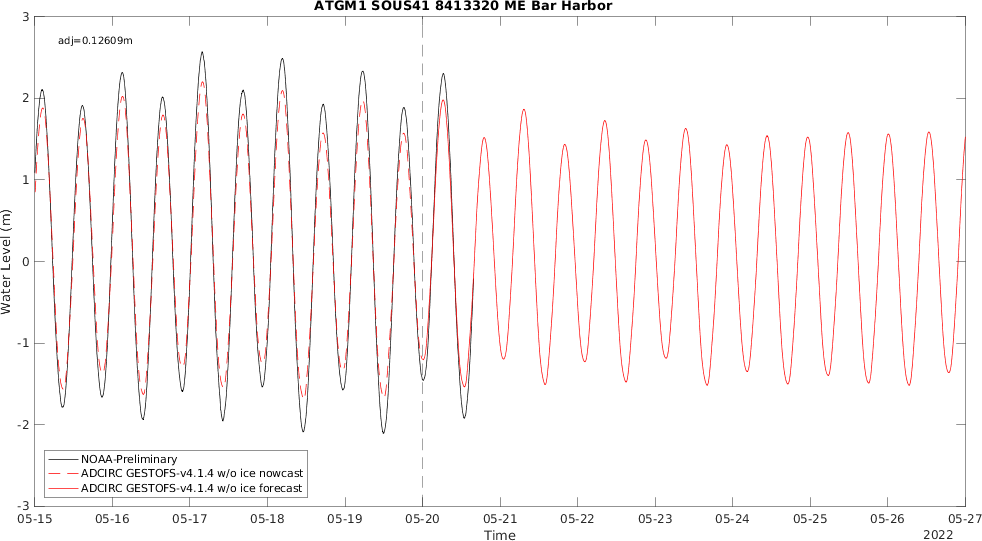 ATGM1 SOUS41 8413320 ME Bar Harbor
adj=0.12609m
3
2
1
0
-1
-2
-3
Water Level (m)
NOAA-Preliminary
ADCIRC GESTOFS-v4.1.4 w/o ice nowcast
ADCIRC GESTOFS-v4.1.4 w/o ice forecast
05-15 05-16 05-17 05-18 05-19 05-20 05-21 05-22 05-23 05-24 05-25 05-26 05-27
Time
2022